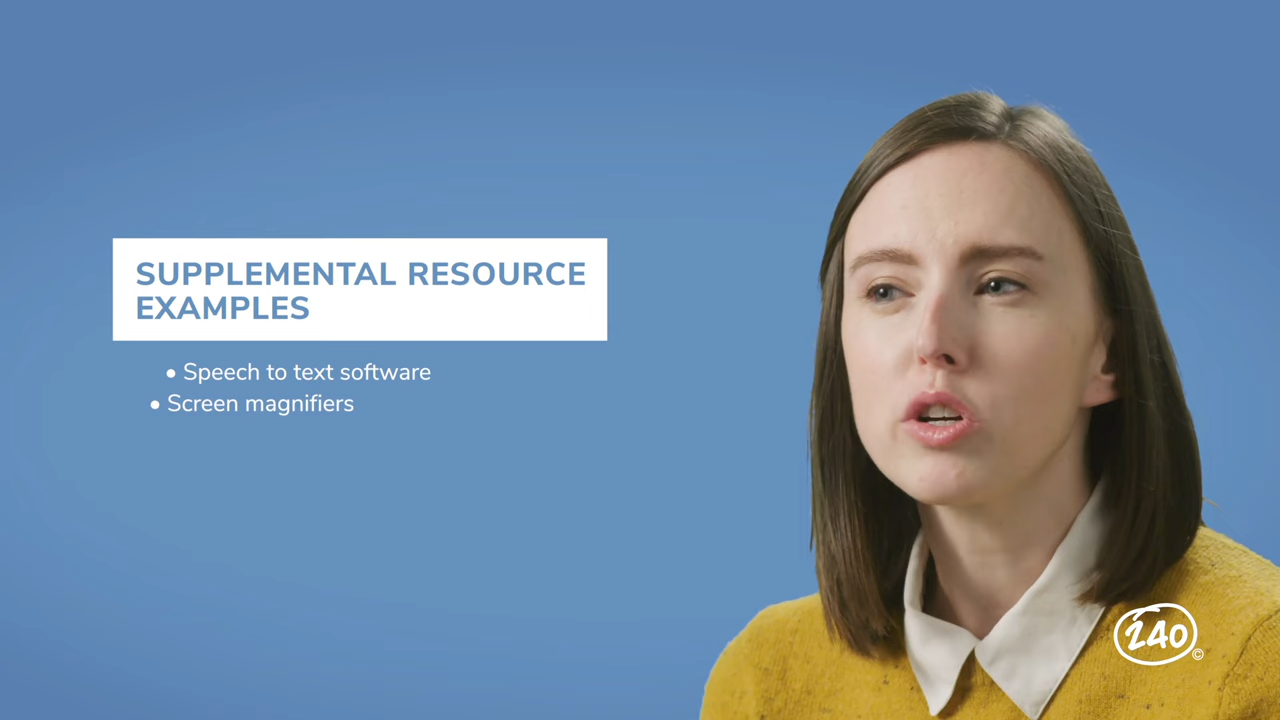 SUPPLEMENTAL RESOURCE
EXAMPLES
• Speech to text software
• Screen magnifiers
240
©